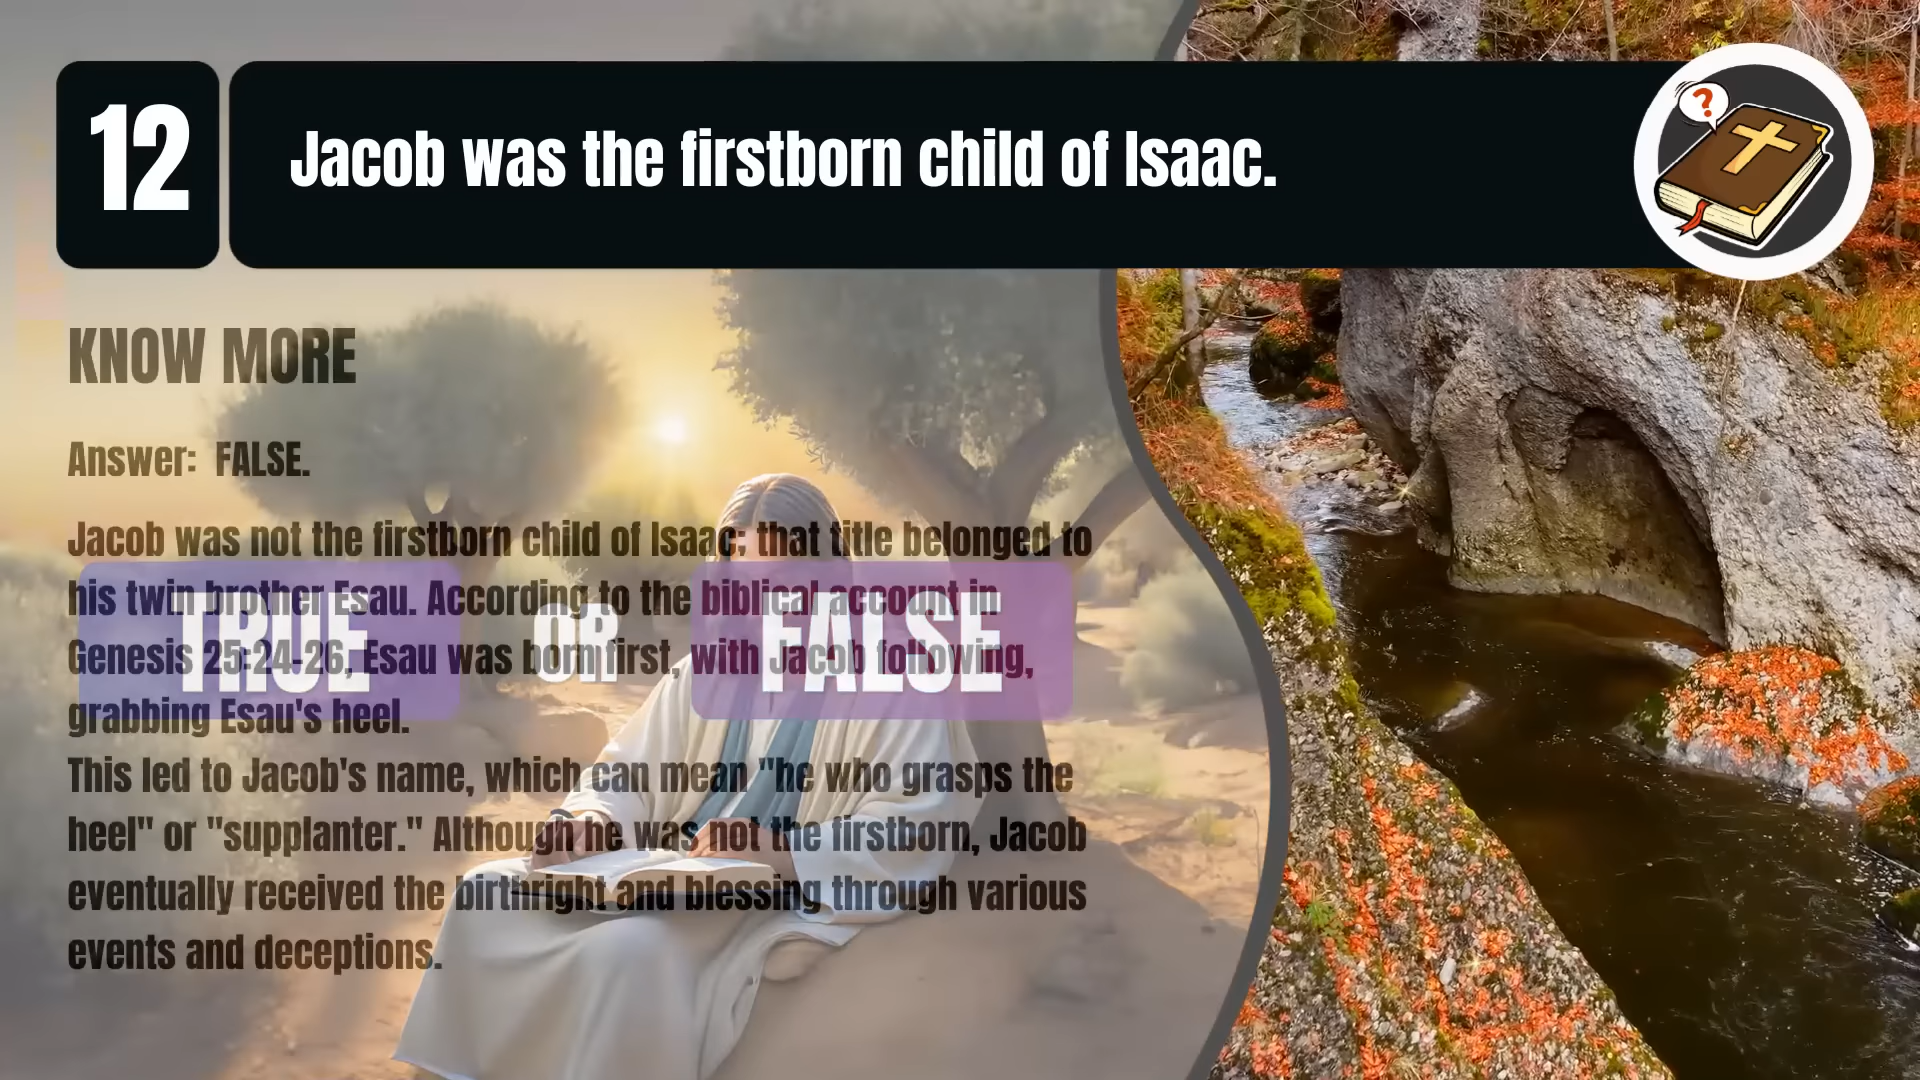 12
Jacob was the firstborn child of Isaac.
?
KNOW MORE
Answer: FALSE.
Jacob was not the firstborn child of Isaac; that title belonged to
his twin brother Esau. According to the biblical account in
Genesis 25:24-26, Esau was born first, with Jacob following,
grabbing Esau's heel.
This led to Jacob's name, which can mean "he who grasps the
heel" or "supplanter." Although he was not the firstborn, Jacob
eventually received the birthright and blessing through various
events and deceptions.
TRUE OR FALSE